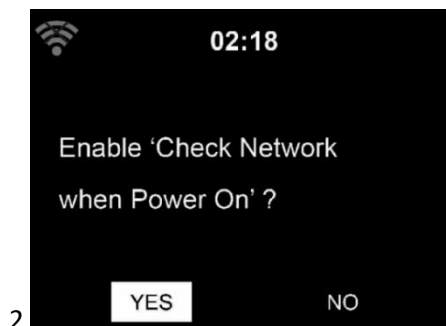 02:18
Enable ‘Check Network
when Power On’ ?
YES NO
2